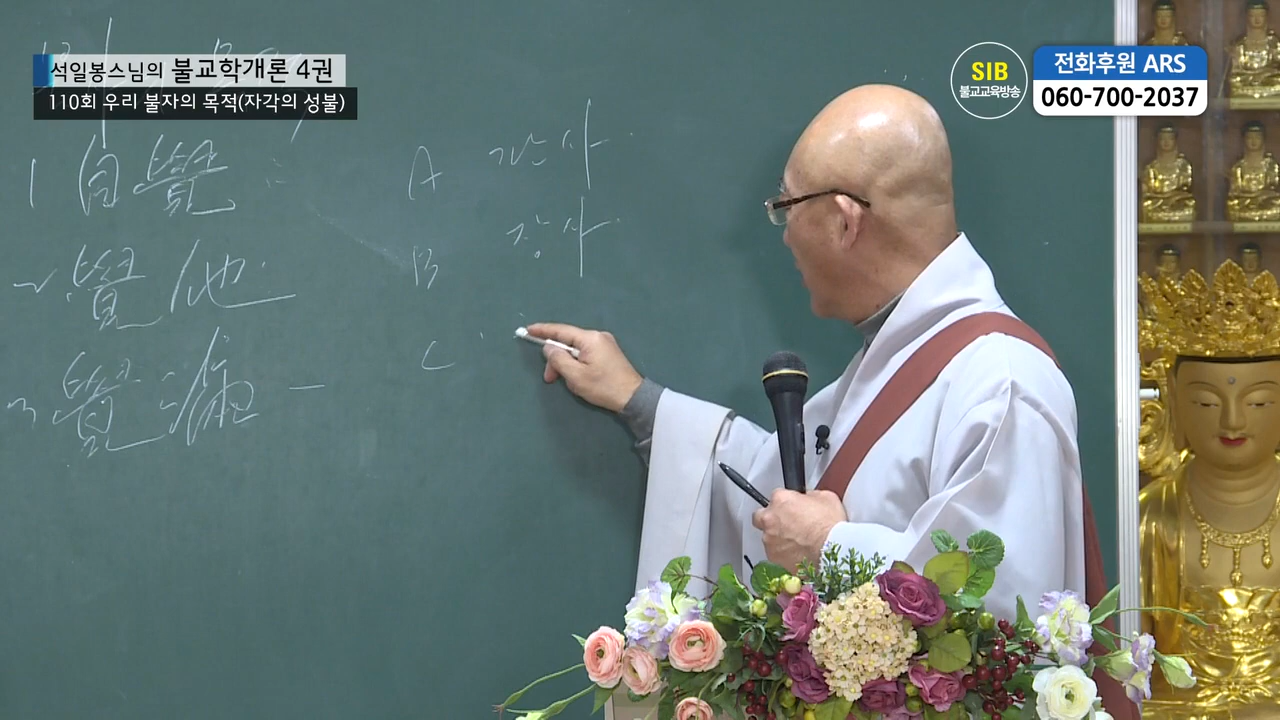 석일봉스님의 불교학개론 4권
110회 우리 불자의 목적(자각의 성불)
SIB
불교교육방송
전화후원 ARS
060-700-2037
1 自覺 :
2 覺他
3 覺滿 -
A 간사
B 장사
C